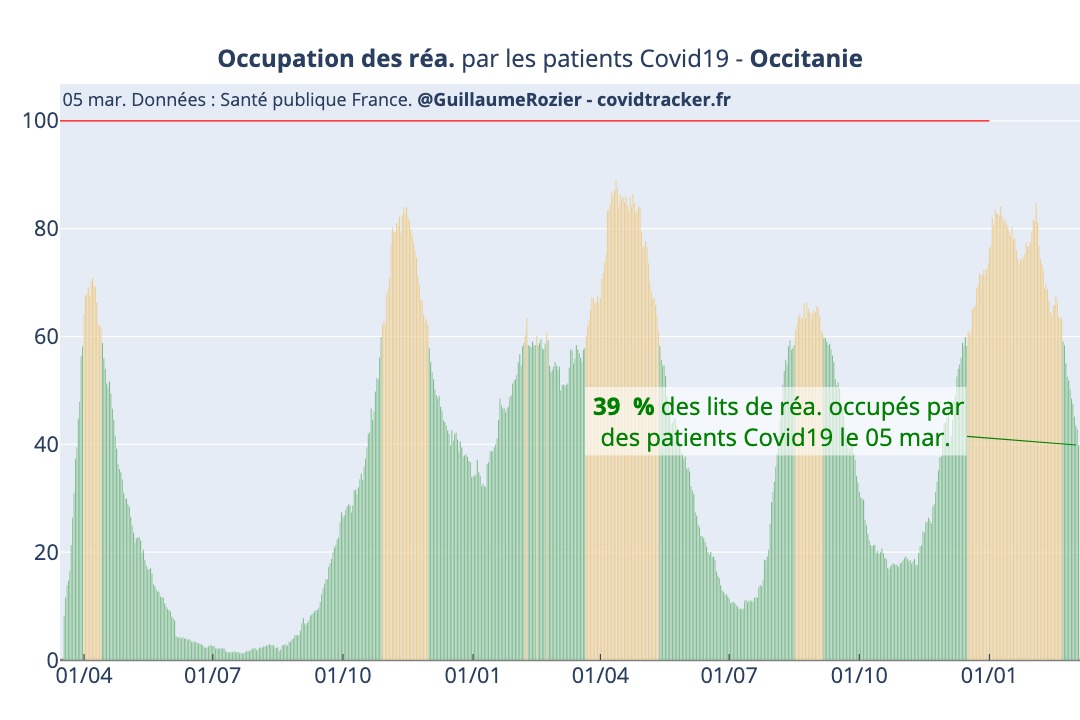 Occupation des réa. par les patients Covid19 - Occitanie
05 mar. Données : Santé publique France. @GuillaumeRozier - covidtracker.fr
100
80
60
40
20
0
39 % des lits de réa. occupés par
des patients Covid19 le 05 mar.
01/04 01/07 01/10 01/01 01/04 01/07 01/10 01/01